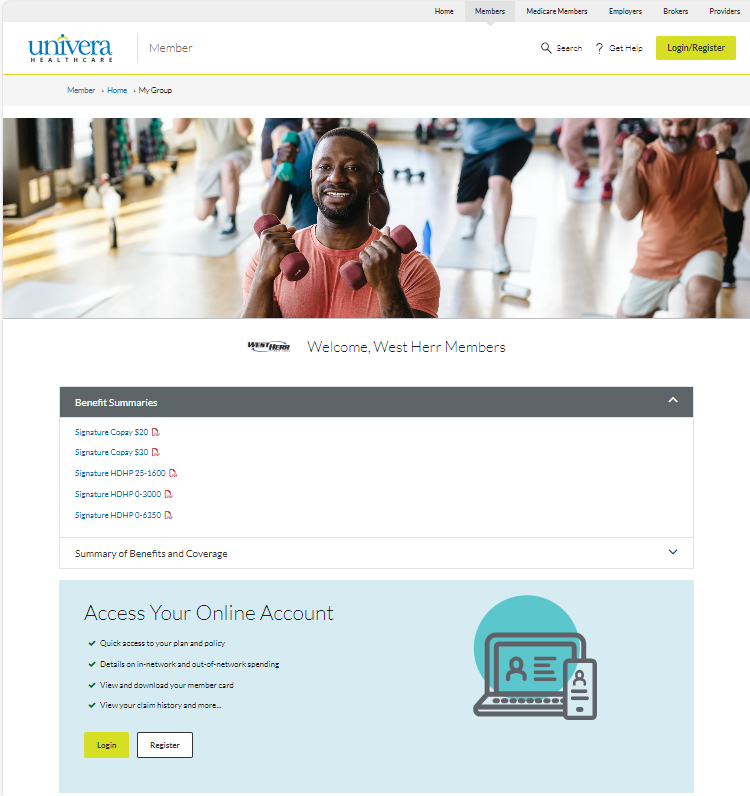 Home Members Medicare Members Employers Brokers Providers
univera
HEALTHCARE
Member
Search
Get Help
Login/Register
Member › Home › My Group
WEST HERR
Welcome, West Herr Members
Benefit Summaries
Signature Copay $20
Signature Copay $30
Signature HDHP 25-1600
Signature HDHP 0-3000
Signature HDHP 0-6350
Summary of Benefits and Coverage
Access Your Online Account
Quick access to your plan and policy
Details on in-network and out-of-network spending
View and download your member card
View your claim history and more...
Login
Register